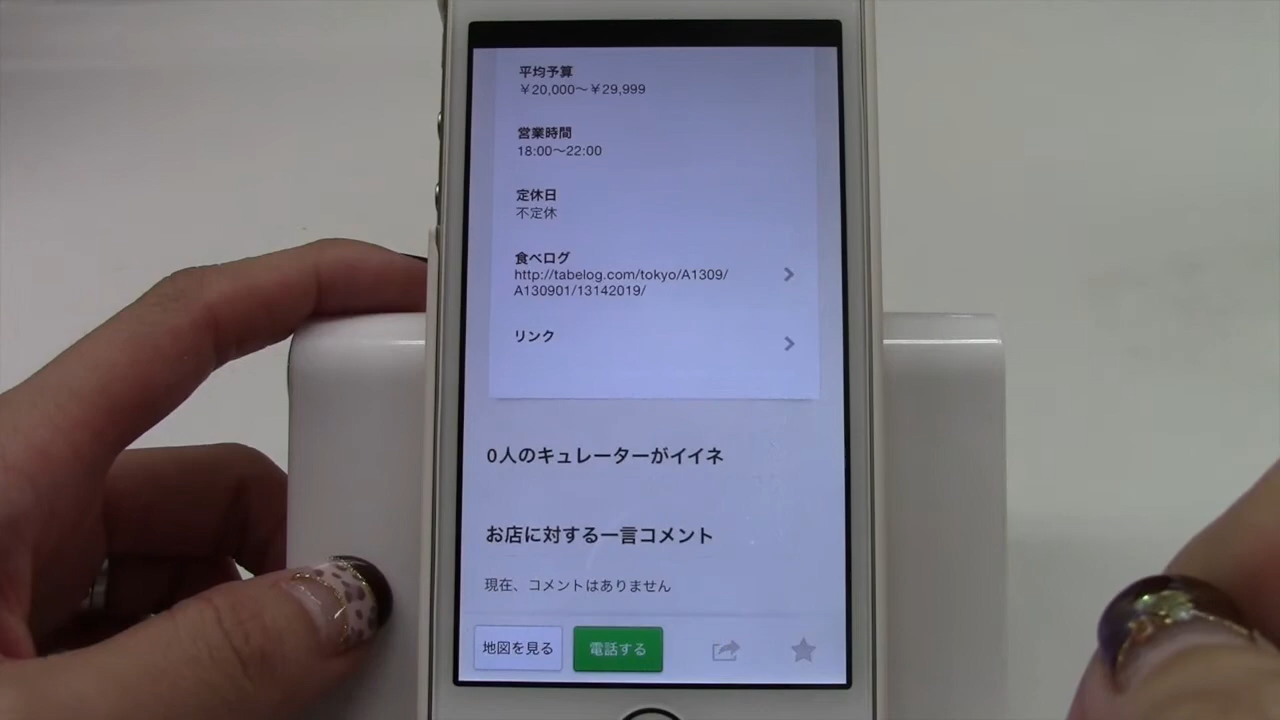 平均予算
￥20,000～￥29,999
営業時間
18:00～22:00
定休日
不定休
食べログ
http://tabelog.com/tokyo/A1309/
A130901/13142019/
リンク
0人のキュレーターがイイネ
お店に対する一言コメント
現在、コメントはありません
地図を見る
電話する